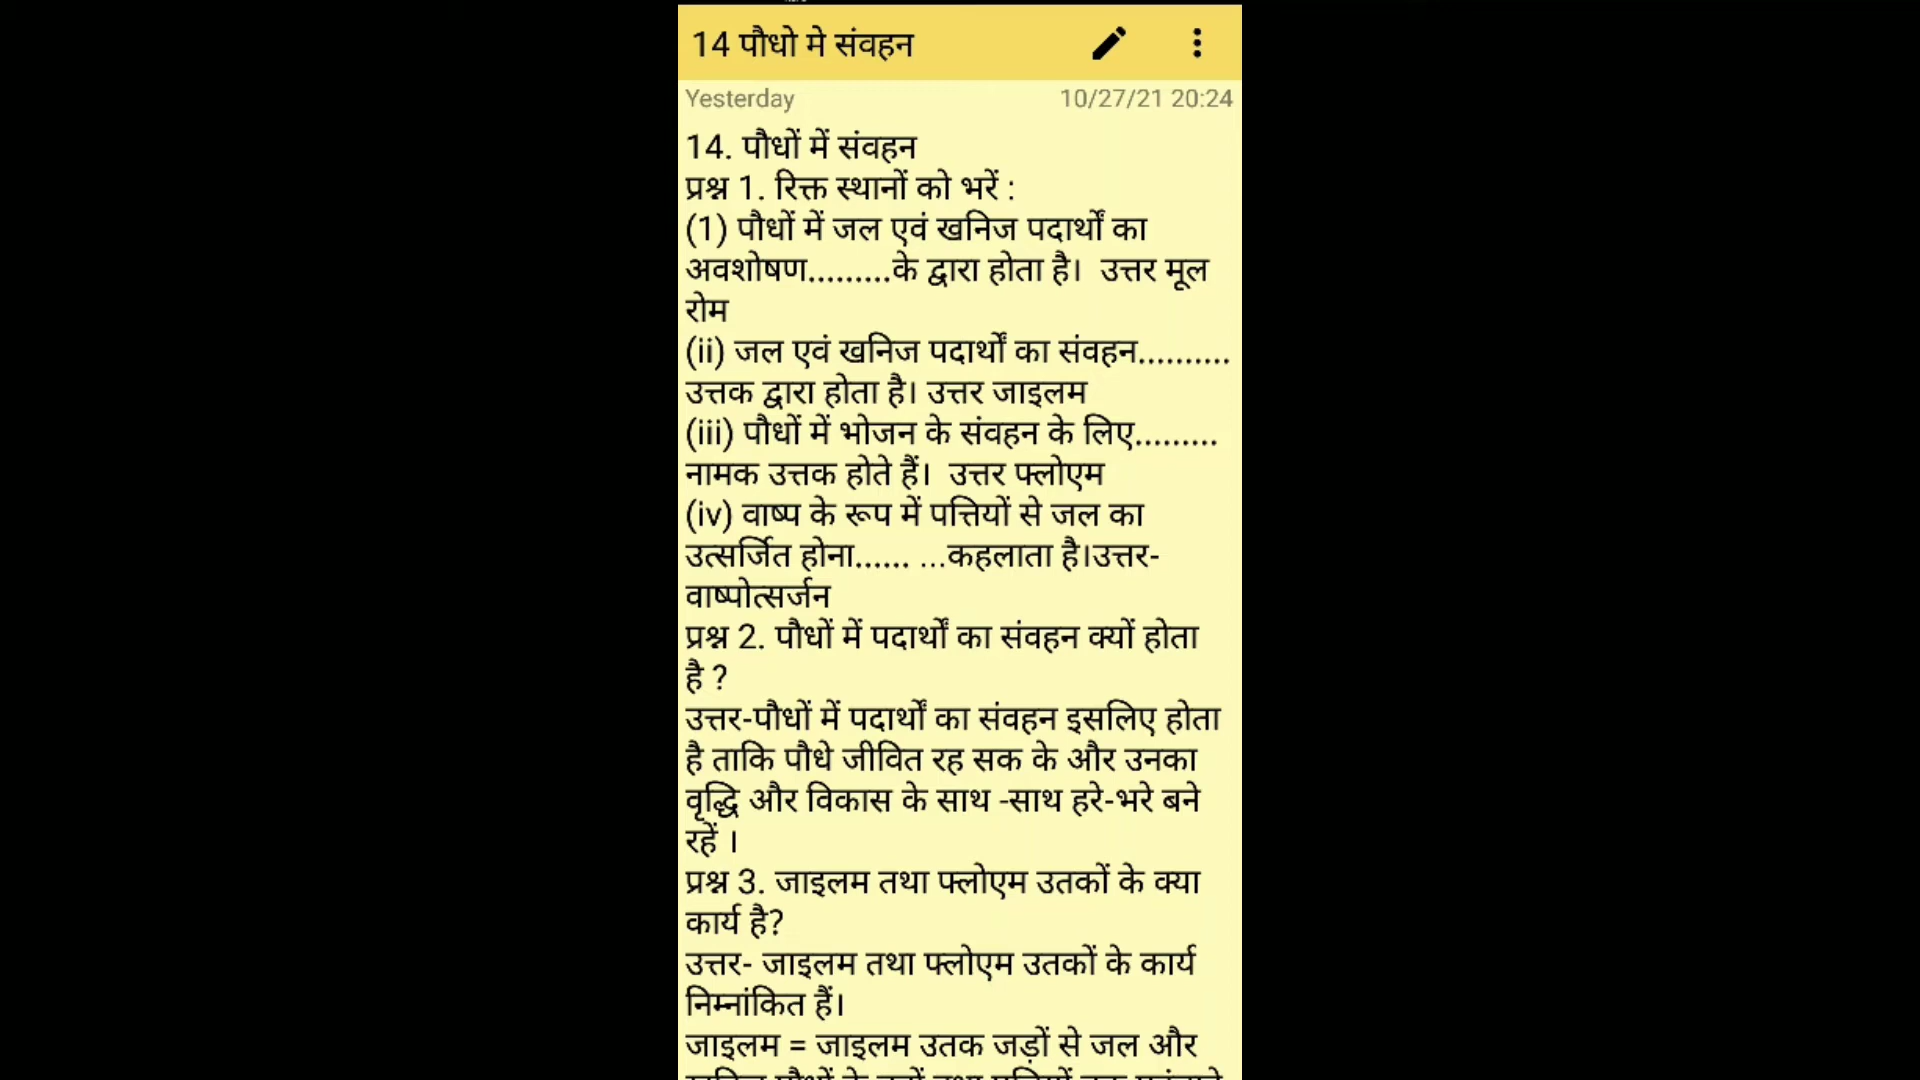 14 पौधो मे संवहन
Yesterday 10/27/21 20:24
14. पौधों में संवहन
प्रश्न 1. रिक्त स्थानों को भरें :
(1) पौधों में जल एवं खनिज पदार्थों का
अवशोषण.........के द्वारा होता है। उत्तर मूल
रोम
(ii) जल एवं खनिज पदार्थों का संवहन..........
उत्तक द्वारा होता है। उत्तर जाइलम
(iii) पौधों में भोजन के संवहन के लिए.........
नामक उत्तक होते हैं। उत्तर फ्लोएम
(iv) वाष्प के रूप में पत्तियों से जल का
उत्सर्जित होना...... ...कहलाता है।उत्तर-
वाष्पोत्सर्जन
प्रश्न 2. पौधों में पदार्थों का संवहन क्यों होता
है ?
उत्तर-पौधों में पदार्थों का संवहन इसलिए होता
है ताकि पौधे जीवित रह सक के और उनका
वृद्धि और विकास के साथ -साथ हरे-भरे बने
रहें ।
प्रश्न 3. जाइलम तथा फ्लोएम उतकों के क्या
कार्य है?
उत्तर- जाइलम तथा फ्लोएम उतकों के कार्य
निम्नांकित हैं।
जाइलम = जाइलम उतक जड़ों से जल और